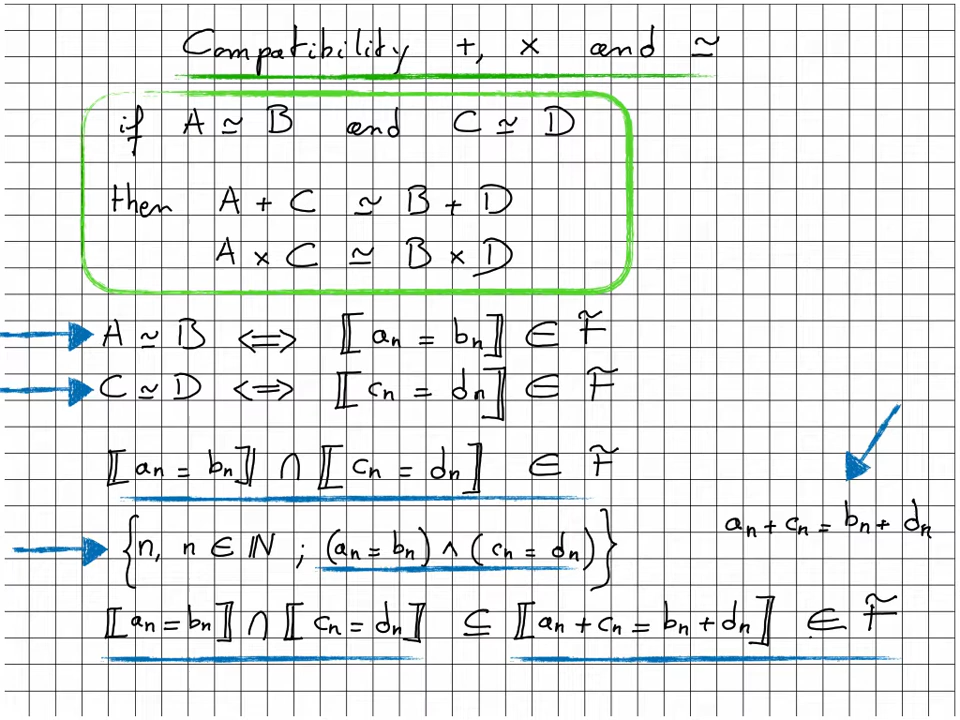 Compatibility +, × and ≃
if A ≃ B and C ≃ D
then A + C ≃ B + D
A × C ≃ B × D
A ≃ B ⟺ ⟦aₙ = bₙ⟧ ∈ F̃
C ≃ D ⟺ ⟦cₙ = dₙ⟧ ∈ F̃
⟦aₙ = bₙ⟧ ∩ ⟦cₙ = dₙ⟧ ∈ F̃
aₙ + cₙ = bₙ + dₙ
{n, n ∈ ℕ ; (aₙ = bₙ) ∧ (cₙ = dₙ)}
⟦aₙ = bₙ⟧ ∩ ⟦cₙ = dₙ⟧ ⊆ ⟦aₙ + cₙ = bₙ + dₙ⟧ ∈ F̃